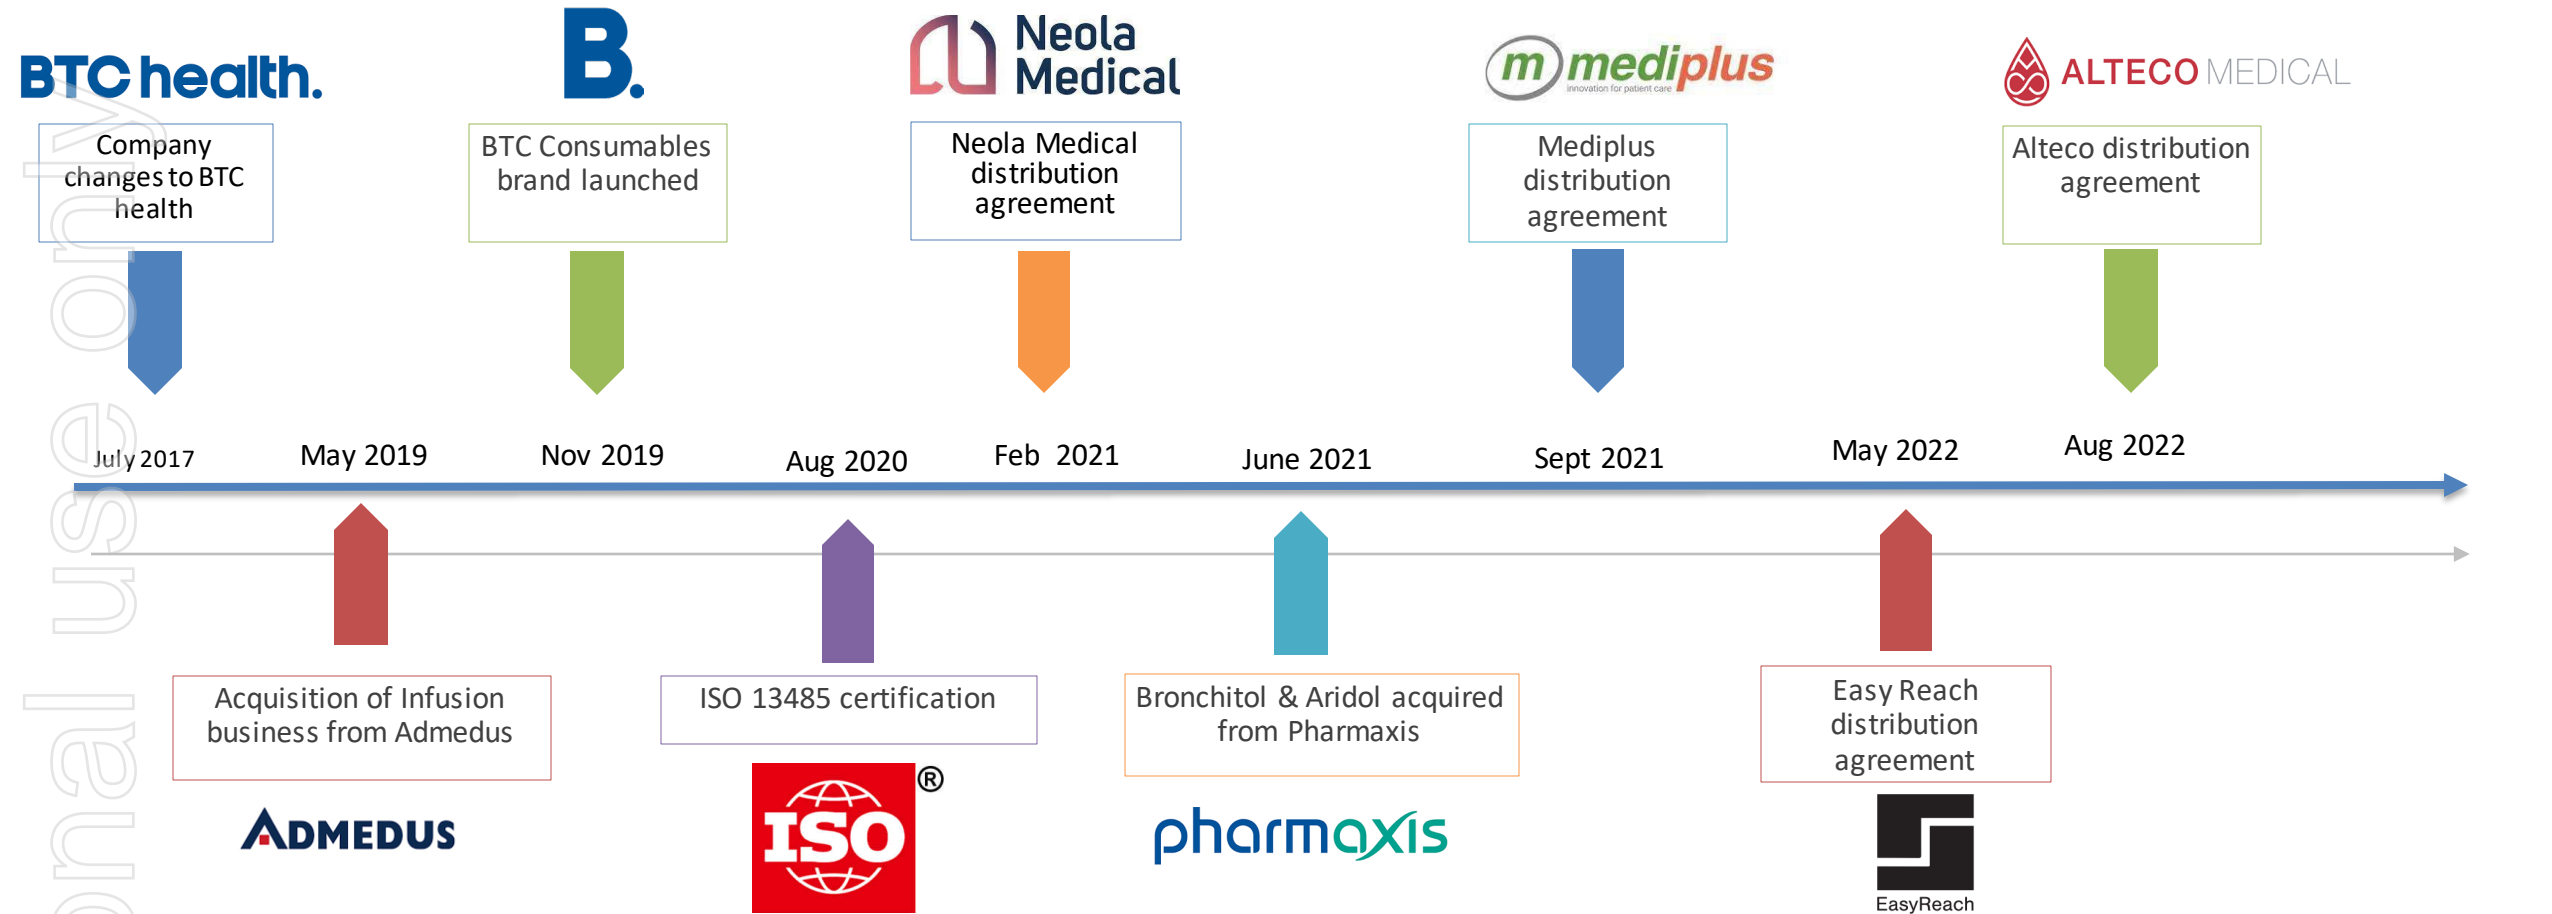 BTC health.
B.
Neola
Medical
m mediplus
innovation for patient care
ALTECO MEDICAL
Company
changes to BTC
health
BTC Consumables
brand launched
Neola Medical
distribution
agreement
Mediplus
distribution
agreement
Alteco distribution
agreement
July 2017
May 2019
Nov 2019
Aug 2020
Feb 2021
June 2021
Sept 2021
May 2022
Aug 2022
Acquisition of Infusion
business from Admedus
ISO 13485 certification
Bronchitol & Aridol acquired
from Pharmaxis
Easy Reach
distribution
agreement
ADMEDUS
ISO ®
pharmaxis
EasyReach
onal use only